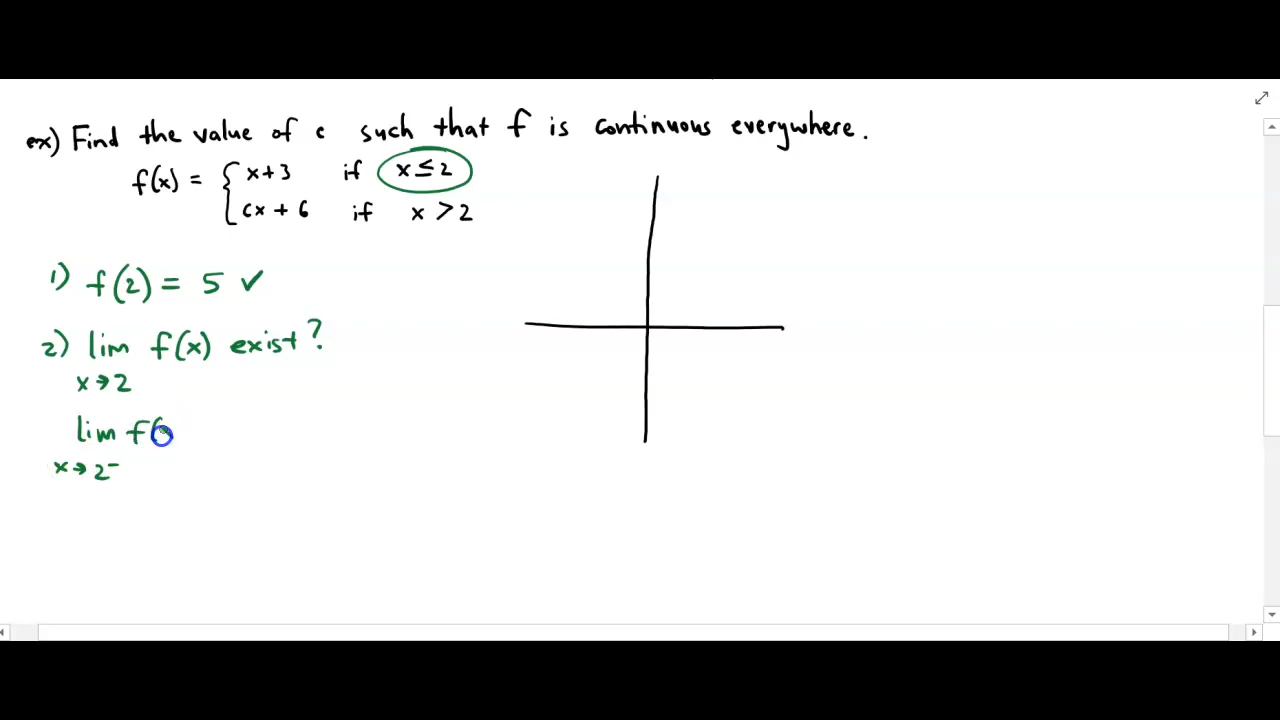 ex) Find the value of c such that f is continuous everywhere.
f(x) = { x+3 if x ≤ 2
cx + 6 if x > 2
1) f(2) = 5 ✓
2) lim f(x) exist?
x → 2
lim f(
x → 2⁻